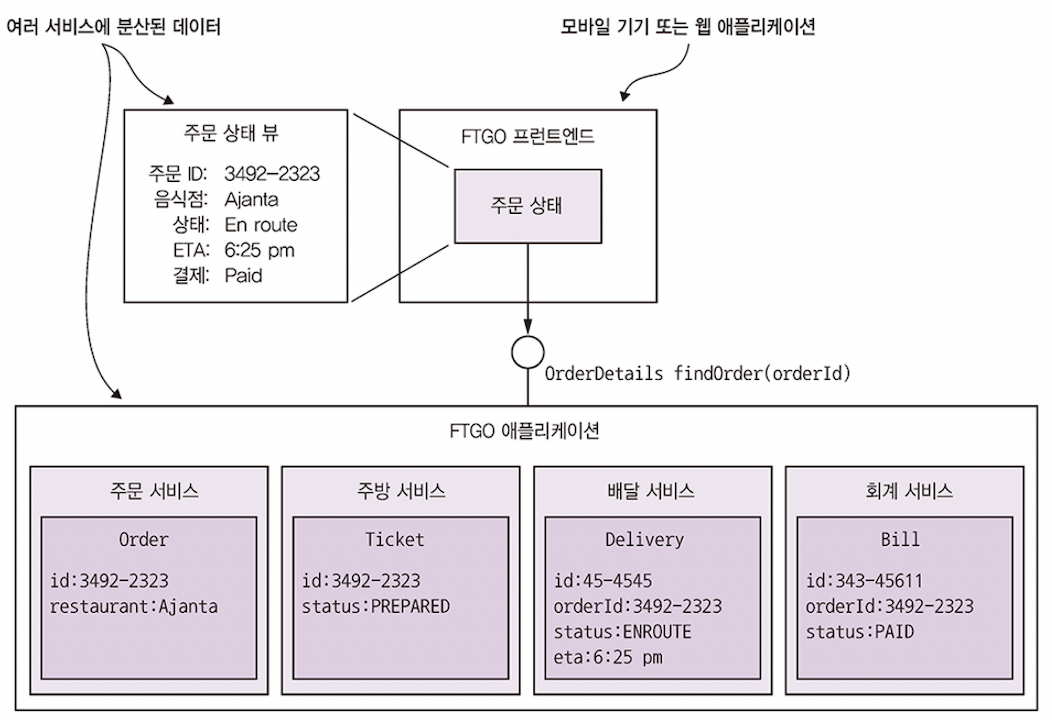 여러 서비스에 분산된 데이터
모바일 기기 또는 웹 애플리케이션
주문 상태 뷰
주문 ID: 3492-2323
음식점: Ajanta
상태: En route
ETA: 6:25 pm
결제: Paid
FTGO 프런트엔드
주문 상태
OrderDetails findOrder(orderId)
FTGO 애플리케이션
주문 서비스
Order
id:3492-2323
restaurant:Ajanta
주방 서비스
Ticket
id:3492-2323
status:PREPARED
배달 서비스
Delivery
id:45-4545
orderId:3492-2323
status:ENROUTE
eta:6:25 pm
회계 서비스
Bill
id:343-45611
orderId:3492-2323
status:PAID